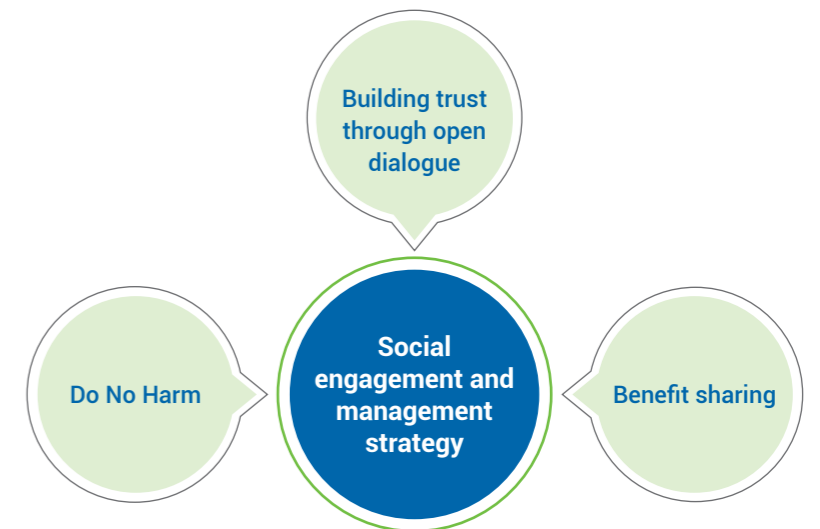 Building trust
through open
dialogue
Social
engagement and
management
strategy
Do No Harm
Benefit sharing